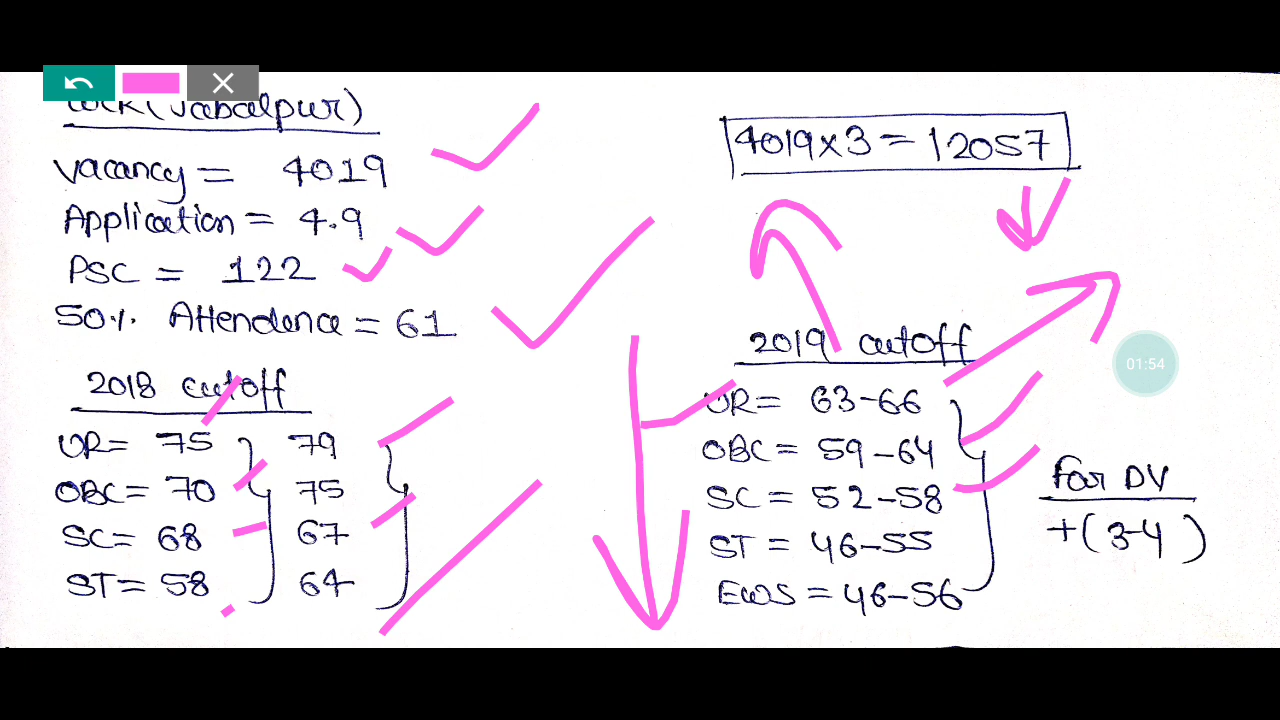 (Jabalpur)
Vacancy = 4019
Application = 4.9
PSC = 122
50%. Attendence = 61
2018 cutoff
UR= 75 79
OBC= 70 75
SC= 68 67
ST= 58 64
4019x3 = 12057
2019 cutoff
UR= 63-66
OBC = 59-64
SC = 52-58
ST = 46-55
EWS = 46-56
for DV
+(3-4)
01:54